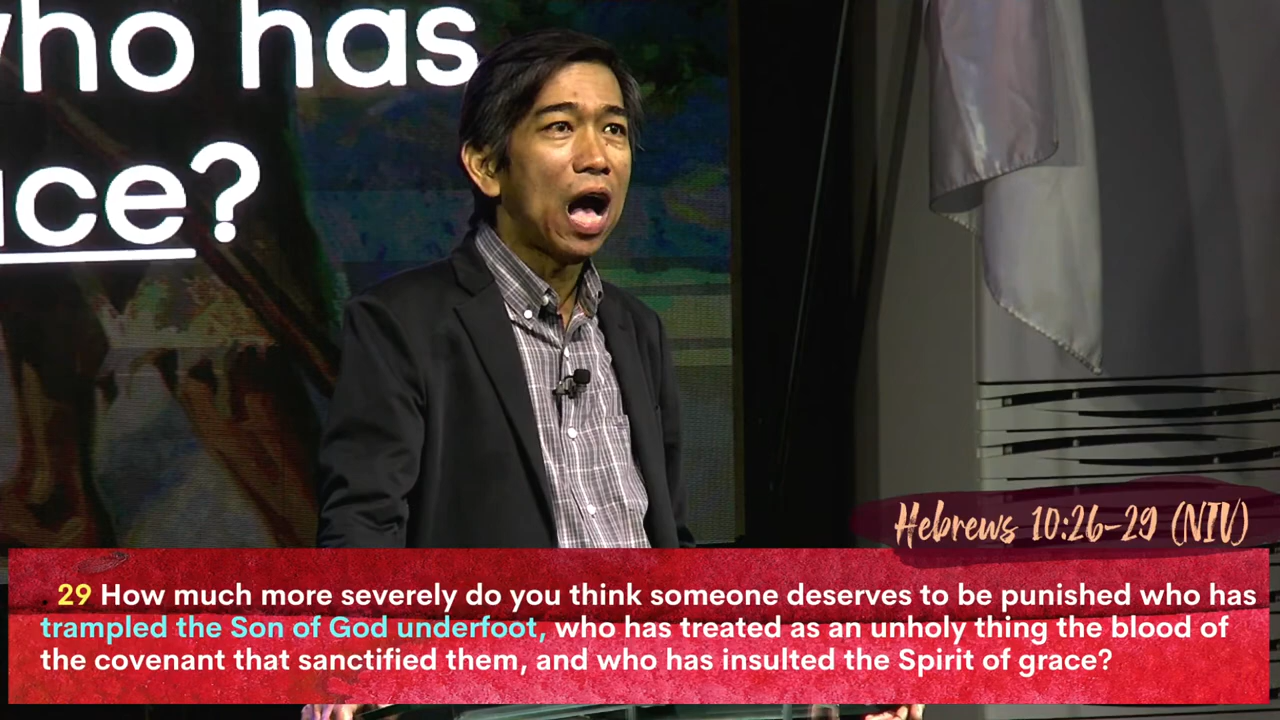 who has
ace?
Hebrews 10:26-29 (NIV)
29 How much more severely do you think someone deserves to be punished who has
trampled the Son of God underfoot, who has treated as an unholy thing the blood of
the covenant that sanctified them, and who has insulted the Spirit of grace?